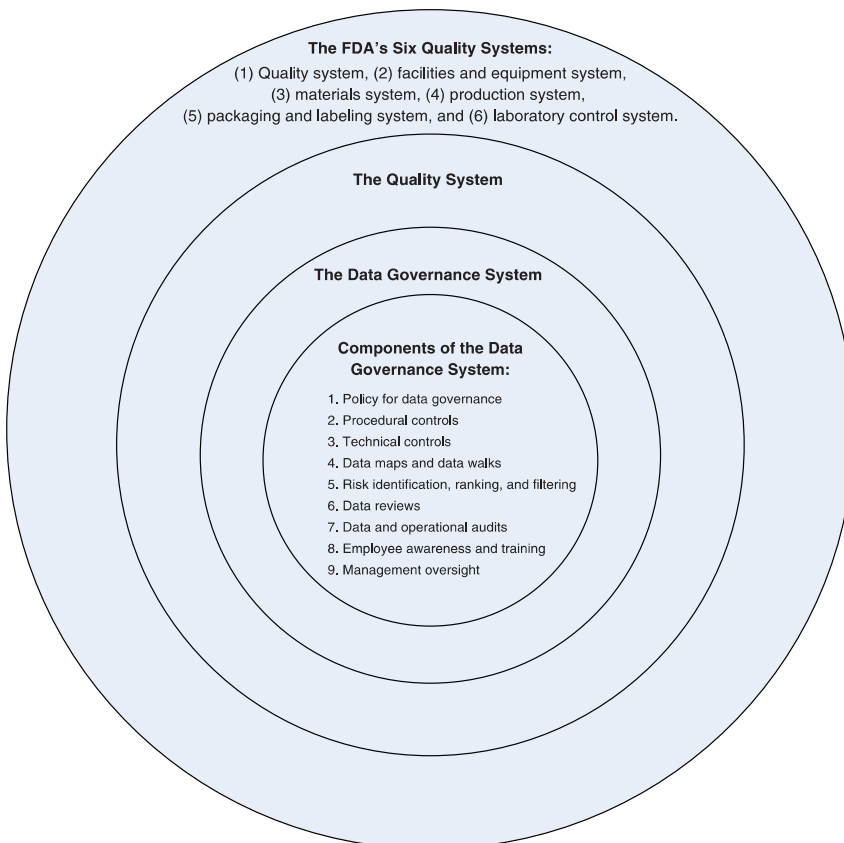 The FDA's Six Quality Systems:
(1) Quality system, (2) facilities and equipment system,
(3) materials system, (4) production system,
(5) packaging and labeling system, and (6) laboratory control system.
The Quality System
The Data Governance System
Components of the Data
Governance System:
1. Policy for data governance
2. Procedural controls
3. Technical controls
4. Data maps and data walks
5. Risk identification, ranking, and filtering
6. Data reviews
7. Data and operational audits
8. Employee awareness and training
9. Management oversight